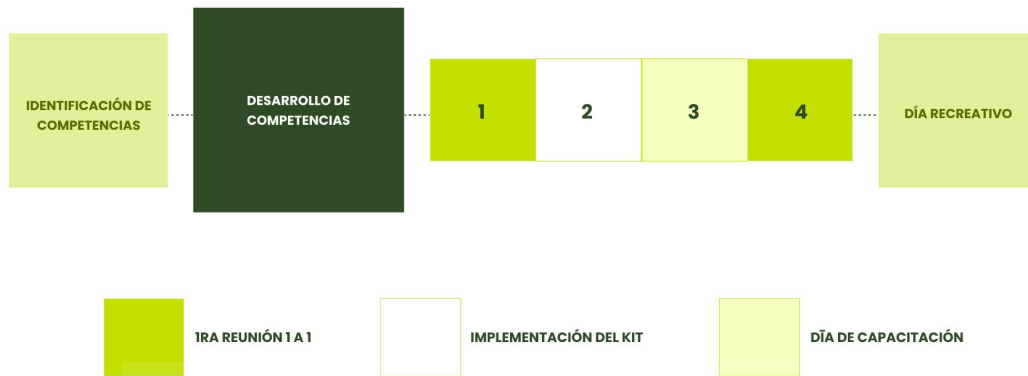 IDENTIFICACIÓN DE
COMPETENCIAS
DESARROLLO DE
COMPETENCIAS
1
2
3
4
DÍA RECREATIVO
1RA REUNIÓN 1 A 1
IMPLEMENTACIÓN DEL KIT
DÏA DE CAPACITACIÓN